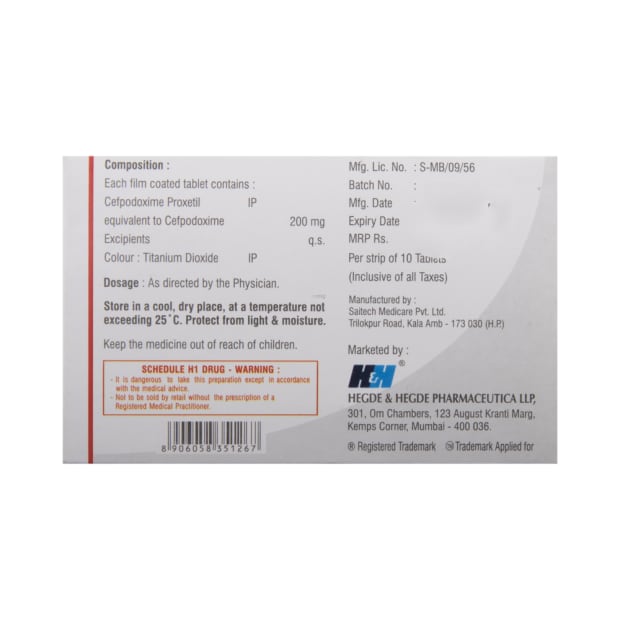 Composition :
Each film coated tablet contains :
Cefpodoxime Proxetil IP
equivalent to Cefpodoxime 200 mg
Excipients q.s.
Colour : Titanium Dioxide IP
Dosage : As directed by the Physician.
Store in a cool, dry place, at a temperature not
exceeding 25°C. Protect from light & moisture.
Keep the medicine out of reach of children.
SCHEDULE H1 DRUG - WARNING :
- It is dangerous to take this preparation except in accordance
with the medical advice.
- Not to be sold by retail without the prescription of a
Registered Medical Practitioner.
8906058351267
Mfg. Lic. No. : S-MB/09/56
Batch No. :
Mfg. Date
Expiry Date
MRP Rs.
Per strip of 10 Tablets
(Inclusive of all Taxes)
Manufactured by :
Saitech Medicare Pvt. Ltd.
Trilokpur Road, Kala Amb - 173 030 (H.P.)
Marketed by :
H&H®
HEGDE & HEGDE PHARMACEUTICA LLP,
301, Om Chambers, 123 August Kranti Marg,
Kemps Corner, Mumbai - 400 036.
® Registered Trademark ™ Trademark Applied for